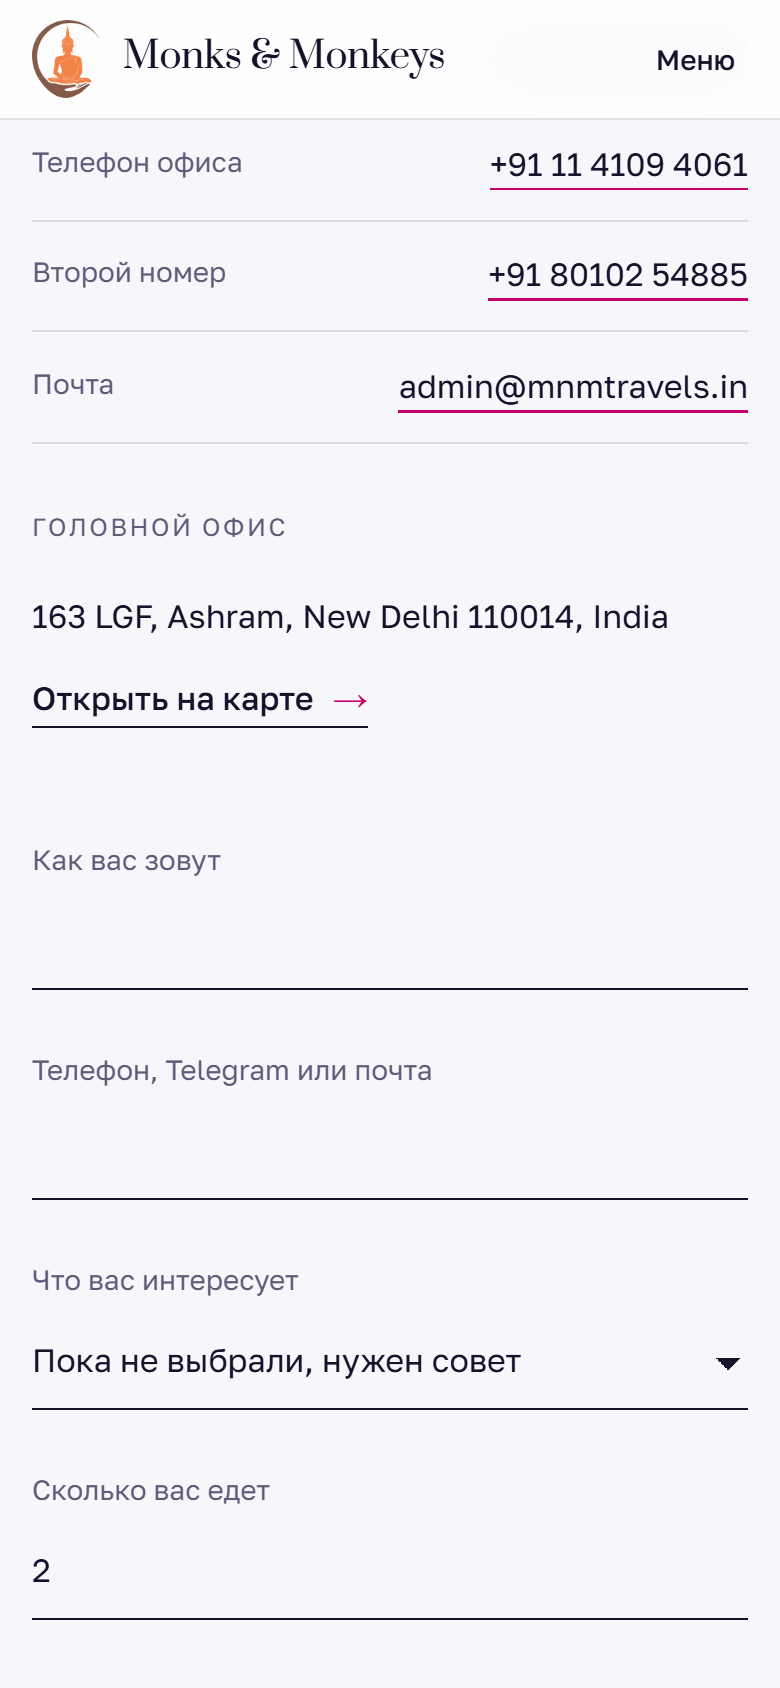 Monks & Monkeys
Меню
Телефон офиса
+91 11 4109 4061
Второй номер
+91 80102 54885
Почта
admin@mnmtravels.in
ГОЛОВНОЙ ОФИС
163 LGF, Ashram, New Delhi 110014, India
Открыть на карте →
Как вас зовут
Телефон, Telegram или почта
Что вас интересует
Пока не выбрали, нужен совет
Сколько вас едет
2